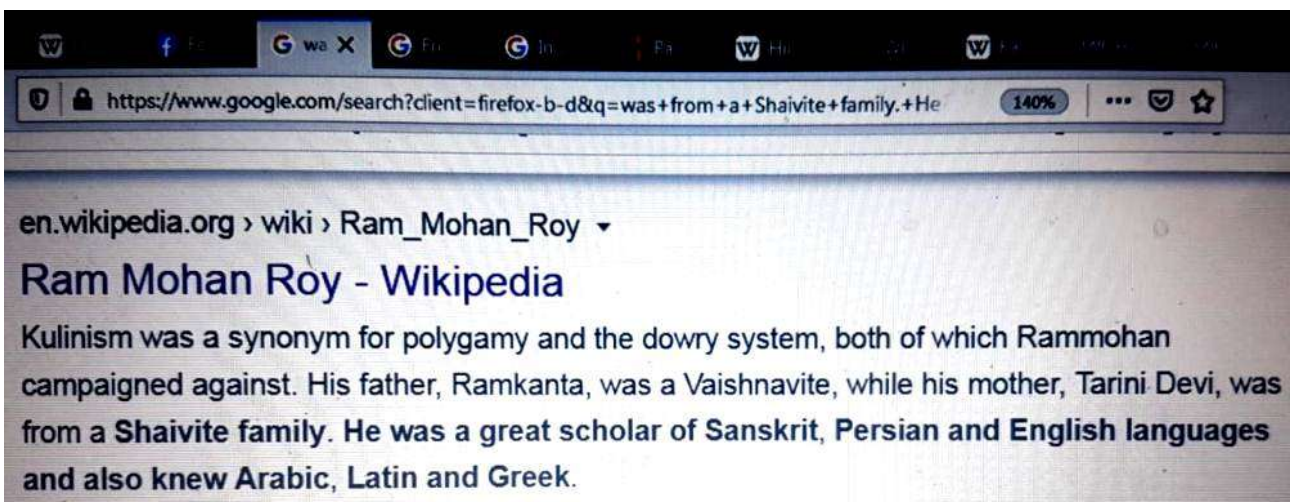 wa
https://www.google.com/search?client=firefox-b-d&q=was+from+a+Shaivite+family.+He
140%
en.wikipedia.org › wiki › Ram_Mohan_Roy
Ram Mohan Roy - Wikipedia
Kulinism was a synonym for polygamy and the dowry system, both of which Rammohan
campaigned against. His father, Ramkanta, was a Vaishnavite, while his mother, Tarini Devi, was
from a Shaivite family. He was a great scholar of Sanskrit, Persian and English languages
and also knew Arabic, Latin and Greek.